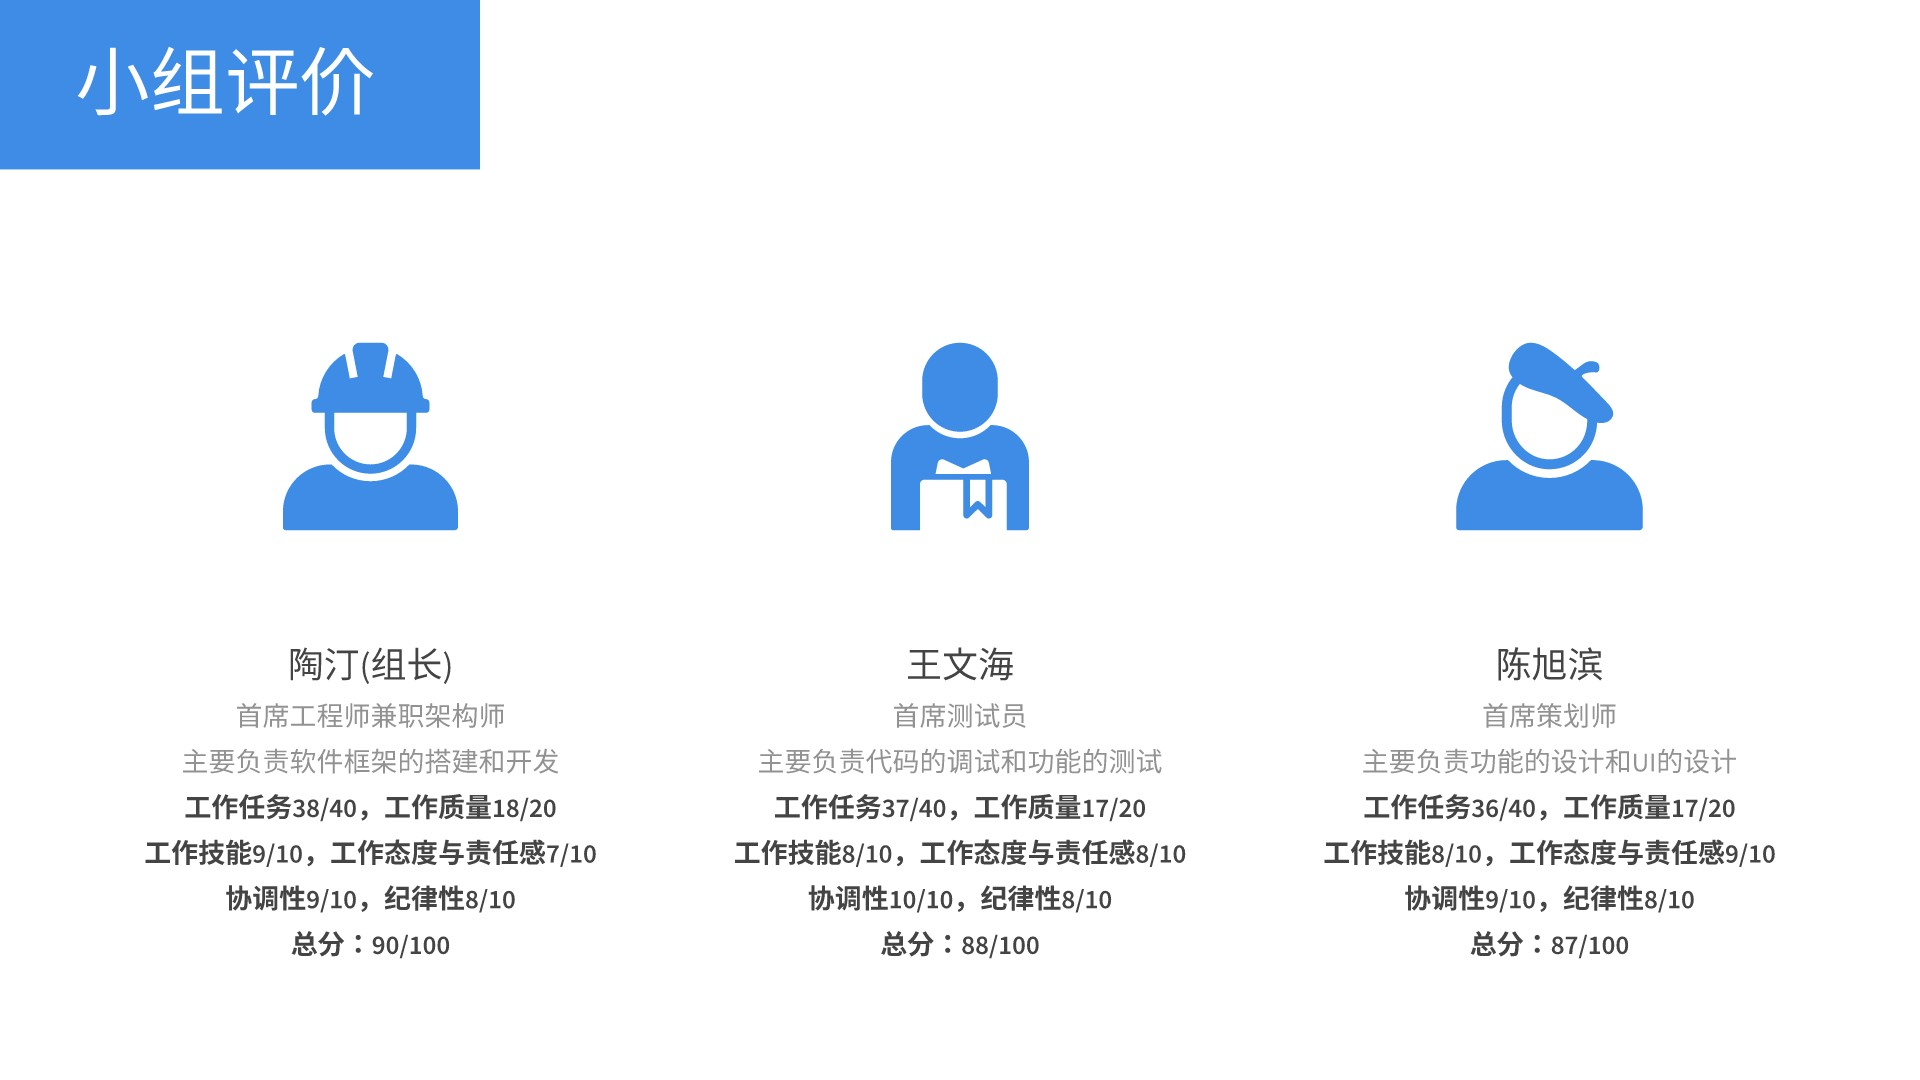 小组评价
陶汀(组长)
首席工程师兼职架构师
主要负责软件框架的搭建和开发
工作任务38/40，工作质量18/20
工作技能9/10，工作态度与责任感7/10
协调性9/10，纪律性8/10
总分：90/100
王文海
首席测试员
主要负责代码的调试和功能的测试
工作任务37/40，工作质量17/20
工作技能8/10，工作态度与责任感8/10
协调性10/10，纪律性8/10
总分：88/100
陈旭滨
首席策划师
主要负责功能的设计和UI的设计
工作任务36/40，工作质量17/20
工作技能8/10，工作态度与责任感9/10
协调性9/10，纪律性8/10
总分：87/100